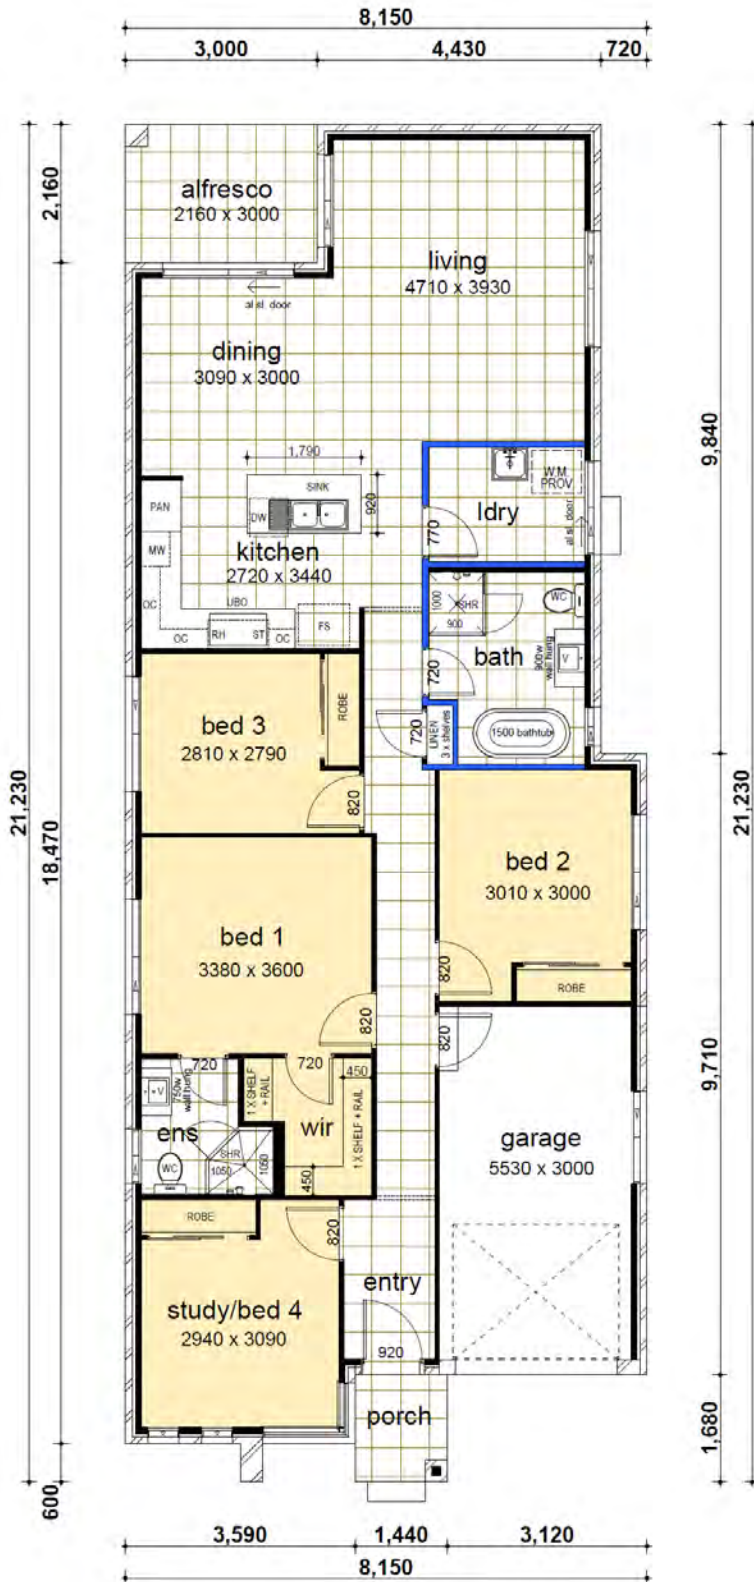 8,150
3,000
4,430
720
2,160
alfresco
2160 x 3000
living
4710 x 3930
al sl. door
dining
3090 x 3000
9,840
1,790
SINK
W.M.
PROV
PAN
DW
920
ldry
770
al sl. door
MW
kitchen
2720 x 3440
OC
UBO
OC
RH
ST
OC
FS
1000
SHR
900
WC
bath
900w
wall hung
V
720
bed 3
2810 x 2790
ROBE
720
LINEN
3 x shelves
1500 bathtub
21,230
18,470
21,230
820
bed 2
3010 x 3000
bed 1
3380 x 3600
820
ROBE
820
820
720
720
450
9,710
750w
wall hung
V
1 X SHELF
+ RAIL
ens
wir
1 X SHELF + RAIL
garage
5530 x 3000
SHR
WC
1050
1050
450
ROBE
820
entry
study/bed 4
2940 x 3090
920
porch
1,680
600
3,590
1,440
3,120
8,150